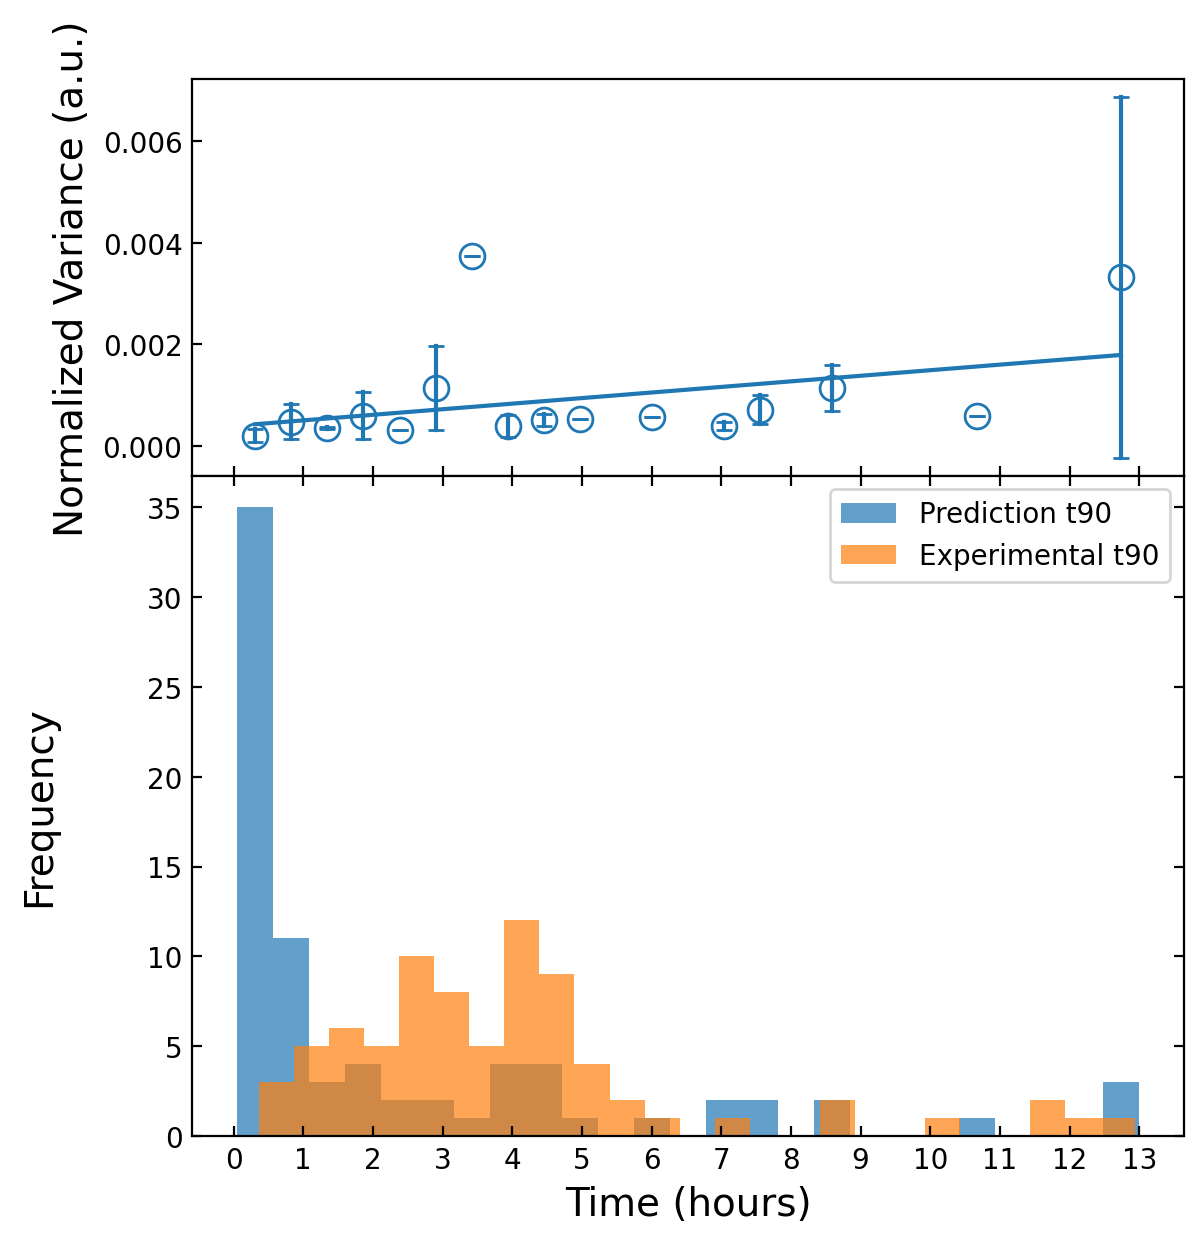 Normalized Variance (a.u.)
0.006
0.004
0.002
0.000
Prediction t90
Experimental t90
Frequency
35
30
25
20
15
10
5
0
0 1 2 3 4 5 6 7 8 9 10 11 12 13
Time (hours)